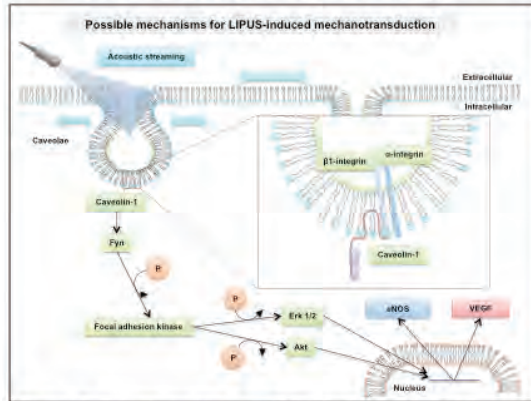 Possible mechanisms for LIPUS-induced mechanotransduction
Acoustic streaming
Extracellular
Intracellular
Caveolae
β1-integrin
α-integrin
Caveolin-1
Caveolin-1
Fyn
P
P
Focal adhesion kinase
Erk 1/2
eNOS
VEGF
P
Akt
Nucleus